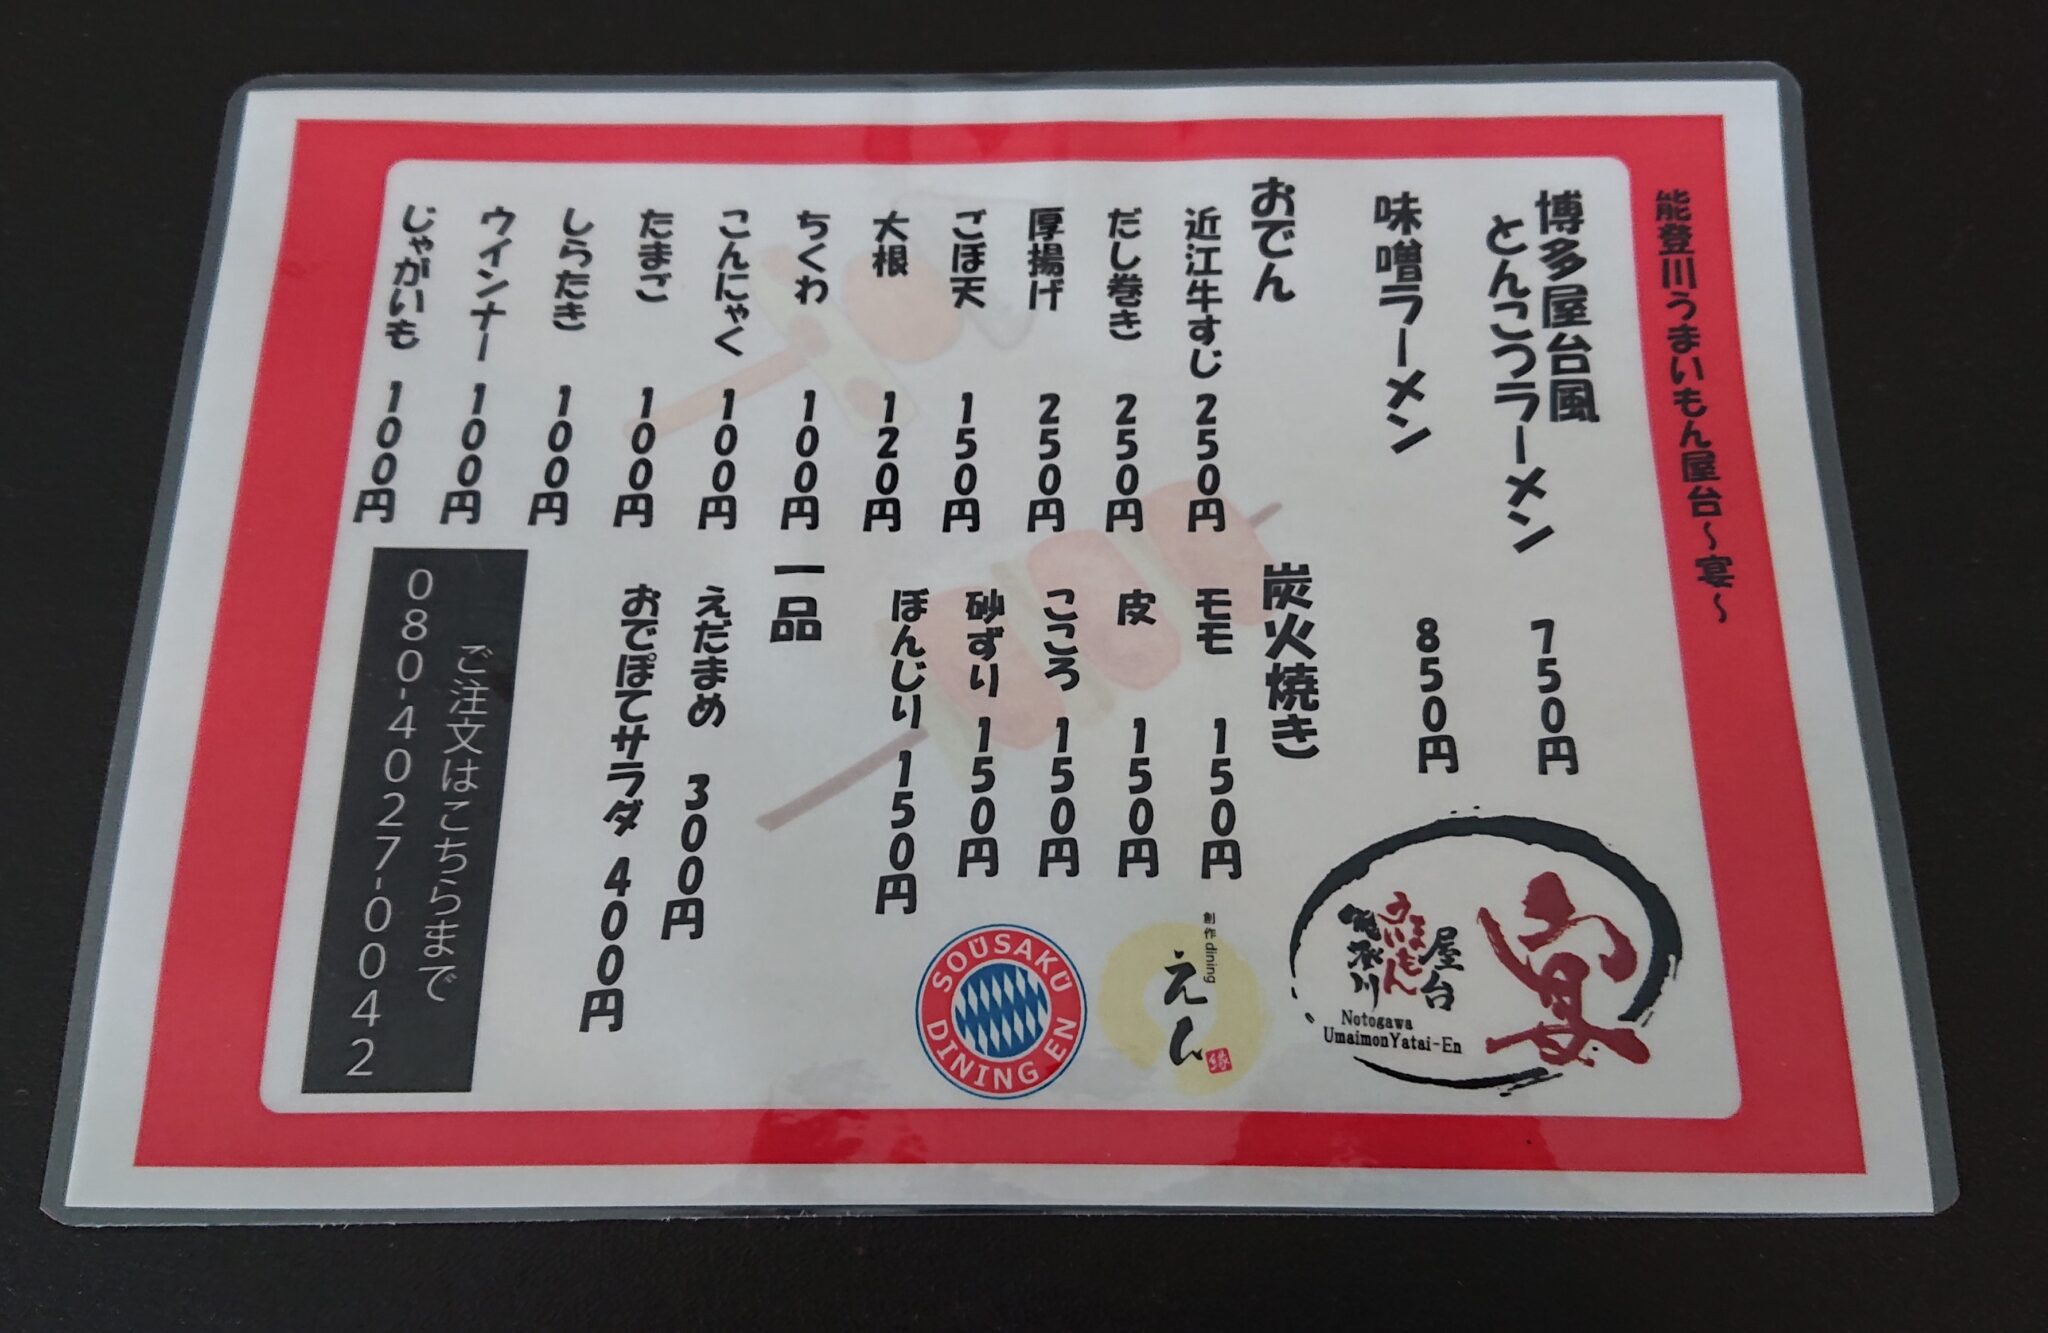 能登川うまいもん屋台～宴～
博多屋台風
とんこつラーメン 750円
味噌ラーメン 850円
おでん
近江牛すじ 250円
だし巻き 250円
厚揚げ 250円
ごぼ天 150円
大根 120円
ちくわ 100円
こんにゃく 100円
たまご 100円
しらたき 100円
ウインナー 100円
じゃがいも 100円
炭火焼き
モモ 150円
皮 150円
こころ 150円
砂ずり 150円
ぼんじり 150円
一品
えだまめ 300円
おでぽてサラダ 400円
ご注文はこちらまで
080-4027-0042
宴
屋台
うまいもん
能登川
Notogawa
UmaimonYatai-En
創作dining
えん
縁
SOÜSAKÜ
DINING EN